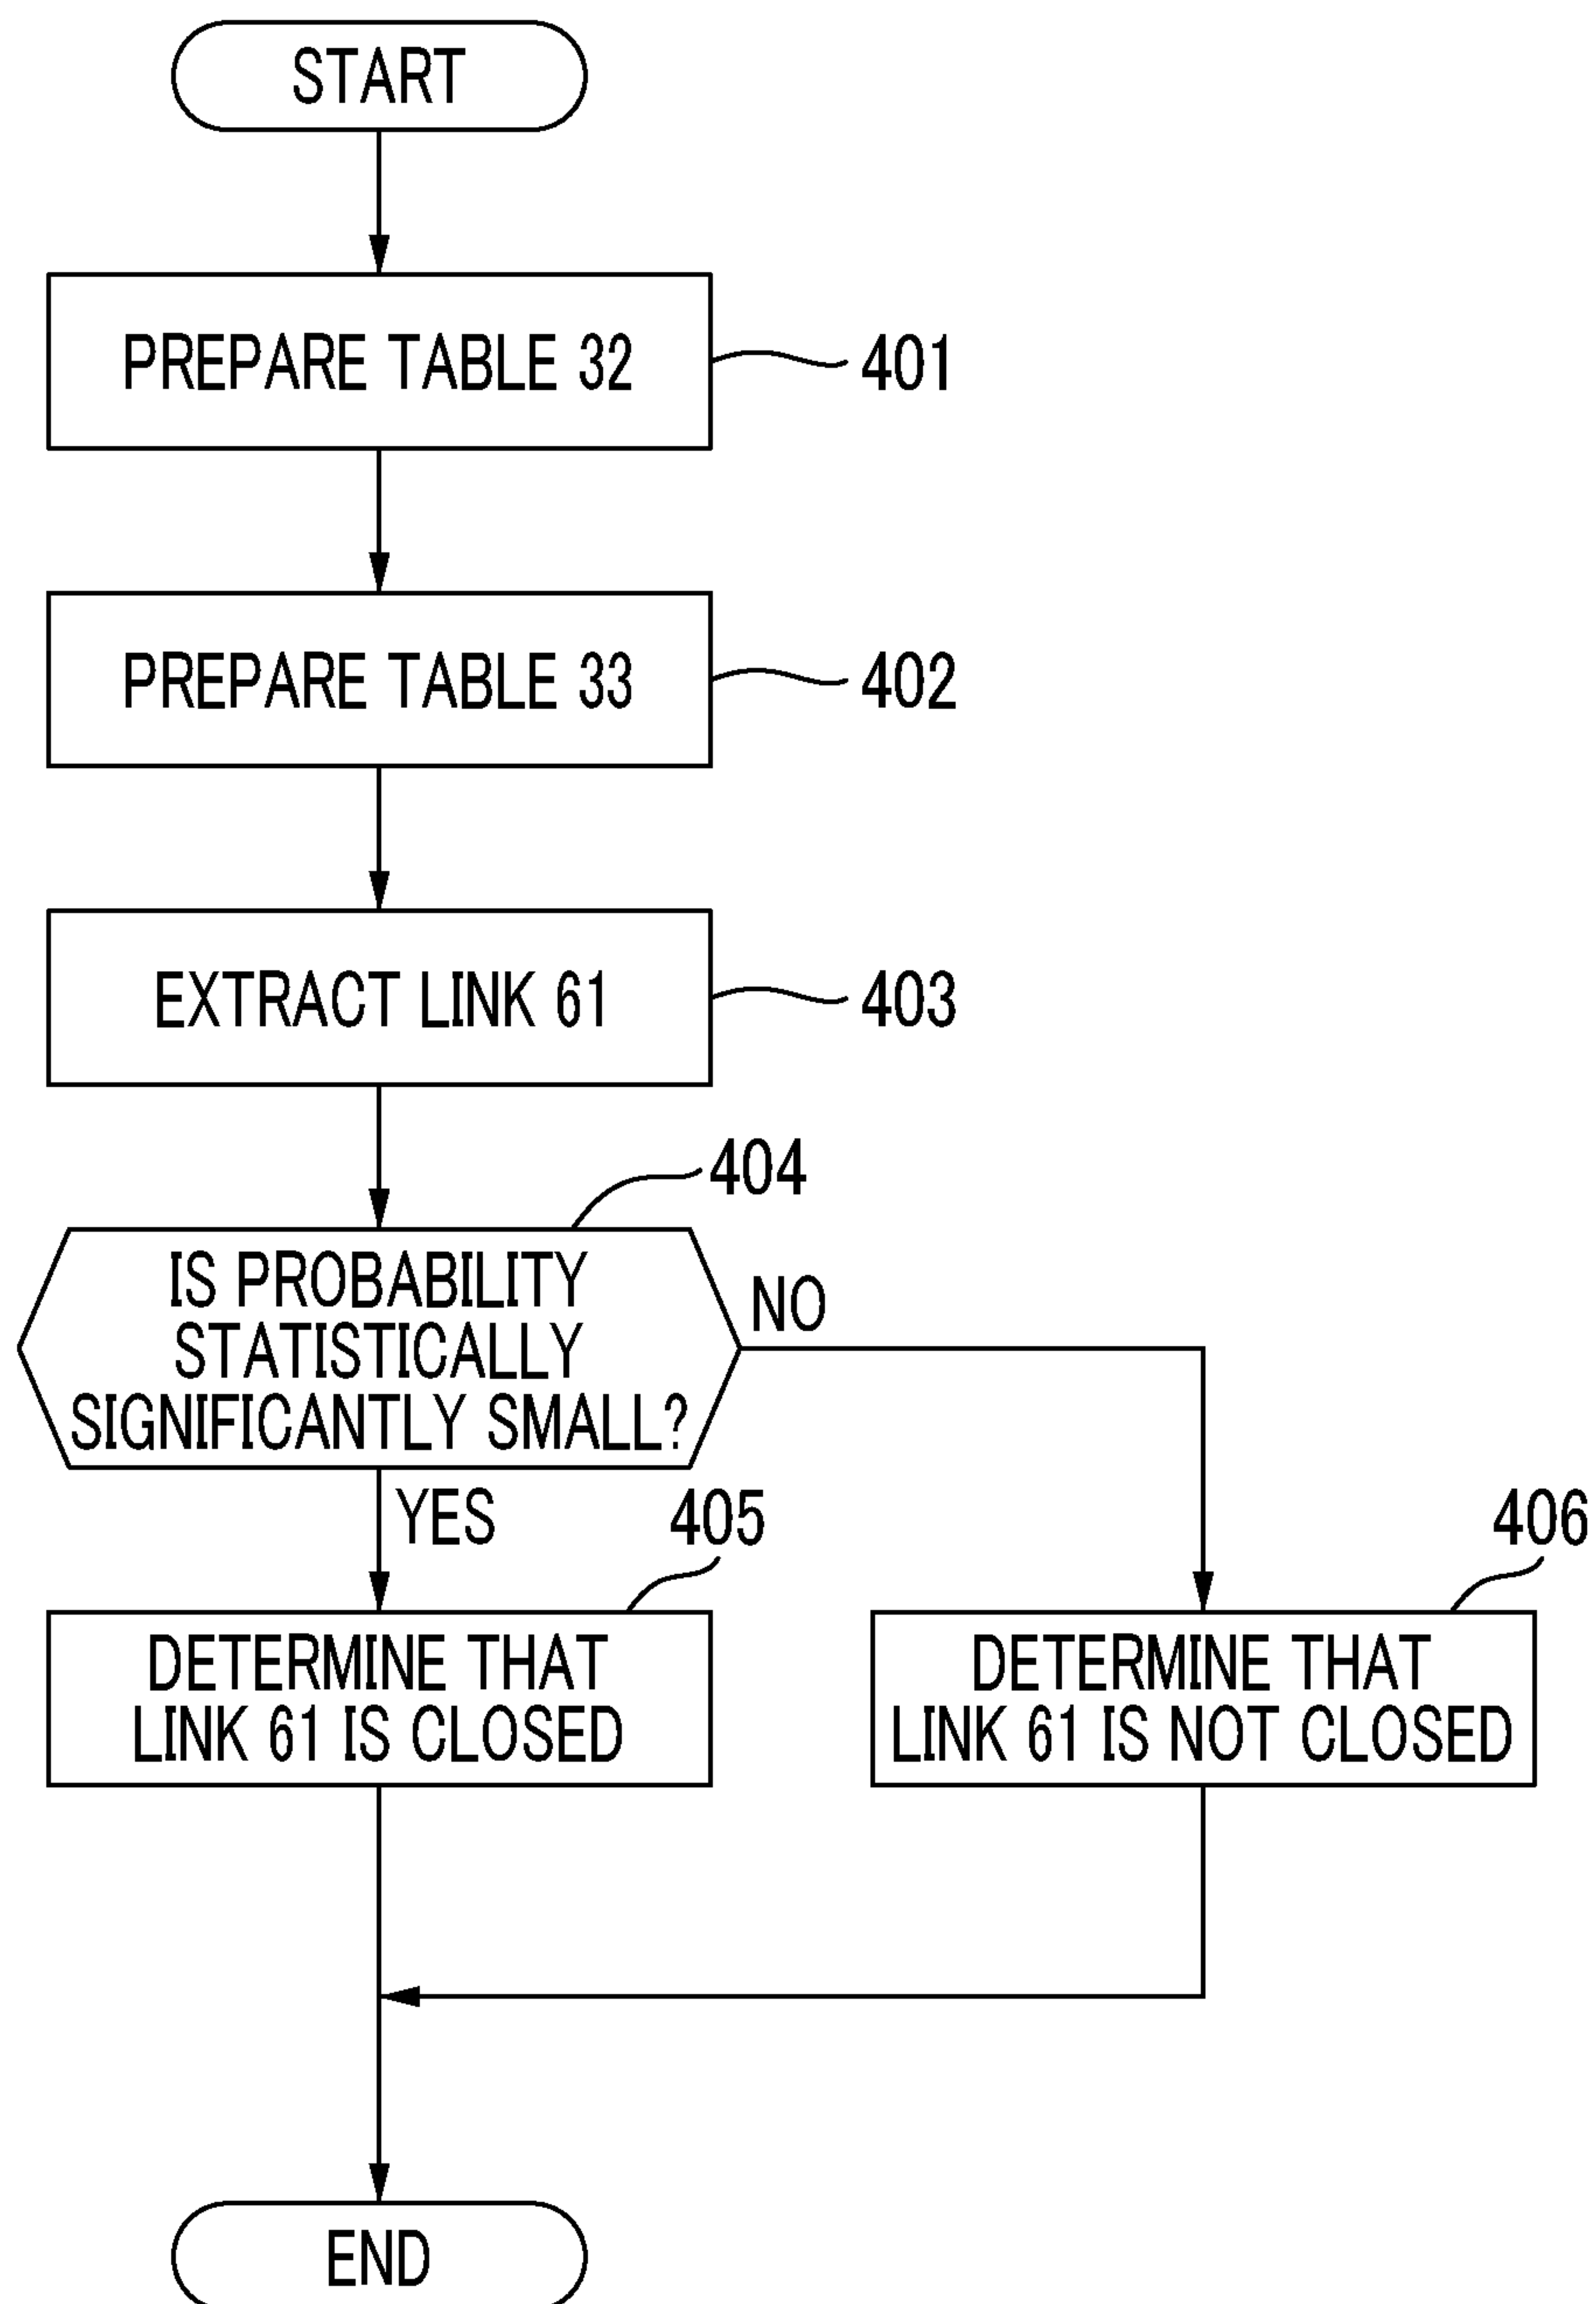 START
PREPARE TABLE 32
401
PREPARE TABLE 33
402
EXTRACT LINK 61
403
404
IS PROBABILITY
STATISTICALLY
SIGNIFICANTLY SMALL?
NO
YES
405
406
DETERMINE THAT
LINK 61 IS CLOSED
DETERMINE THAT
LINK 61 IS NOT CLOSED
END